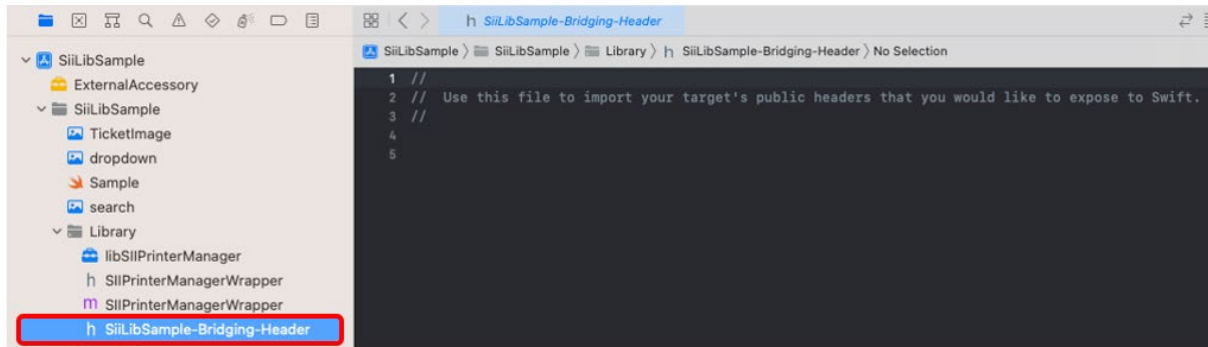 h SiiLibSample-Bridging-Header
SiiLibSample
ExternalAccessory
SiiLibSample
TicketImage
dropdown
Sample
search
Library
libSIIPrinterManager
h SIIPrinterManagerWrapper
m SIIPrinterManagerWrapper
h SiiLibSample-Bridging-Header
SiiLibSample 〉 SiiLibSample 〉 Library 〉 h SiiLibSample-Bridging-Header 〉 No Selection
1 //
2 // Use this file to import your target's public headers that you would like to expose to Swift.
3 //
4
5